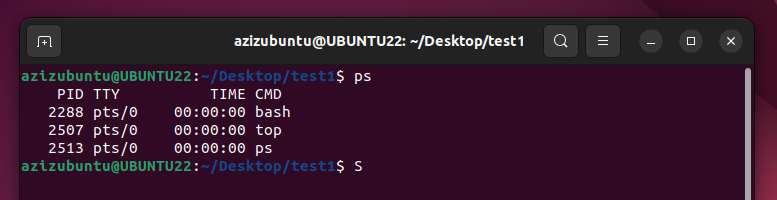 azizubuntu@UBUNTU22: ~/Desktop/test1
azizubuntu@UBUNTU22:~/Desktop/test1$ ps
    PID TTY          TIME CMD
   2288 pts/0    00:00:00 bash
   2507 pts/0    00:00:00 top
   2513 pts/0    00:00:00 ps
azizubuntu@UBUNTU22:~/Desktop/test1$ S